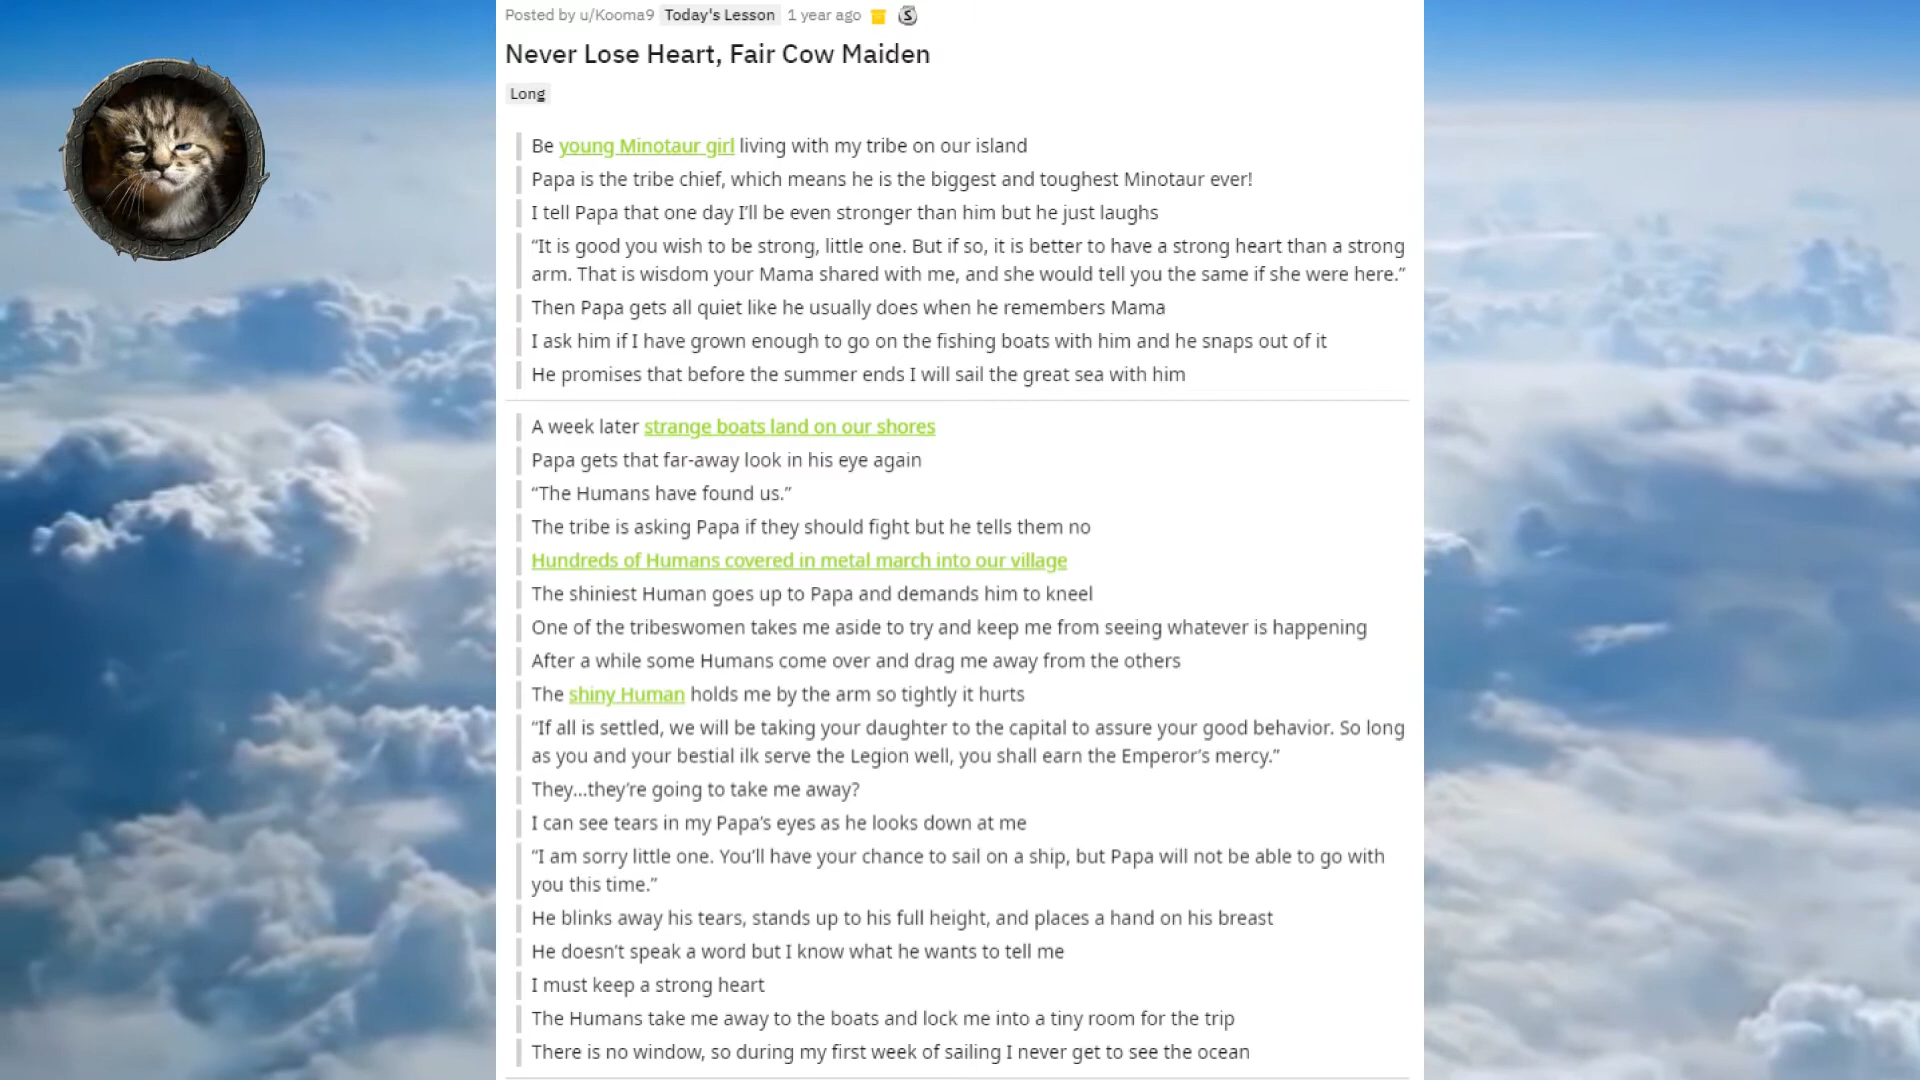 Posted by u/Kooma9 Today's Lesson 1 year ago
Never Lose Heart, Fair Cow Maiden
Long
Be young Minotaur girl living with my tribe on our island
Papa is the tribe chief, which means he is the biggest and toughest Minotaur ever!
I tell Papa that one day I’ll be even stronger than him but he just laughs
“It is good you wish to be strong, little one. But if so, it is better to have a strong heart than a strong
arm. That is wisdom your Mama shared with me, and she would tell you the same if she were here.”
Then Papa gets all quiet like he usually does when he remembers Mama
I ask him if I have grown enough to go on the fishing boats with him and he snaps out of it
He promises that before the summer ends I will sail the great sea with him
A week later strange boats land on our shores
Papa gets that far-away look in his eye again
“The Humans have found us.”
The tribe is asking Papa if they should fight but he tells them no
Hundreds of Humans covered in metal march into our village
The shiniest Human goes up to Papa and demands him to kneel
One of the tribeswomen takes me aside to try and keep me from seeing whatever is happening
After a while some Humans come over and drag me away from the others
The shiny Human holds me by the arm so tightly it hurts
“If all is settled, we will be taking your daughter to the capital to assure your good behavior. So long
as you and your bestial ilk serve the Legion well, you shall earn the Emperor’s mercy.”
They…they’re going to take me away?
I can see tears in my Papa’s eyes as he looks down at me
“I am sorry little one. You’ll have your chance to sail on a ship, but Papa will not be able to go with
you this time.”
He blinks away his tears, stands up to his full height, and places a hand on his breast
He doesn’t speak a word but I know what he wants to tell me
I must keep a strong heart
The Humans take me away to the boats and lock me into a tiny room for the trip
There is no window, so during my first week of sailing I never get to see the ocean